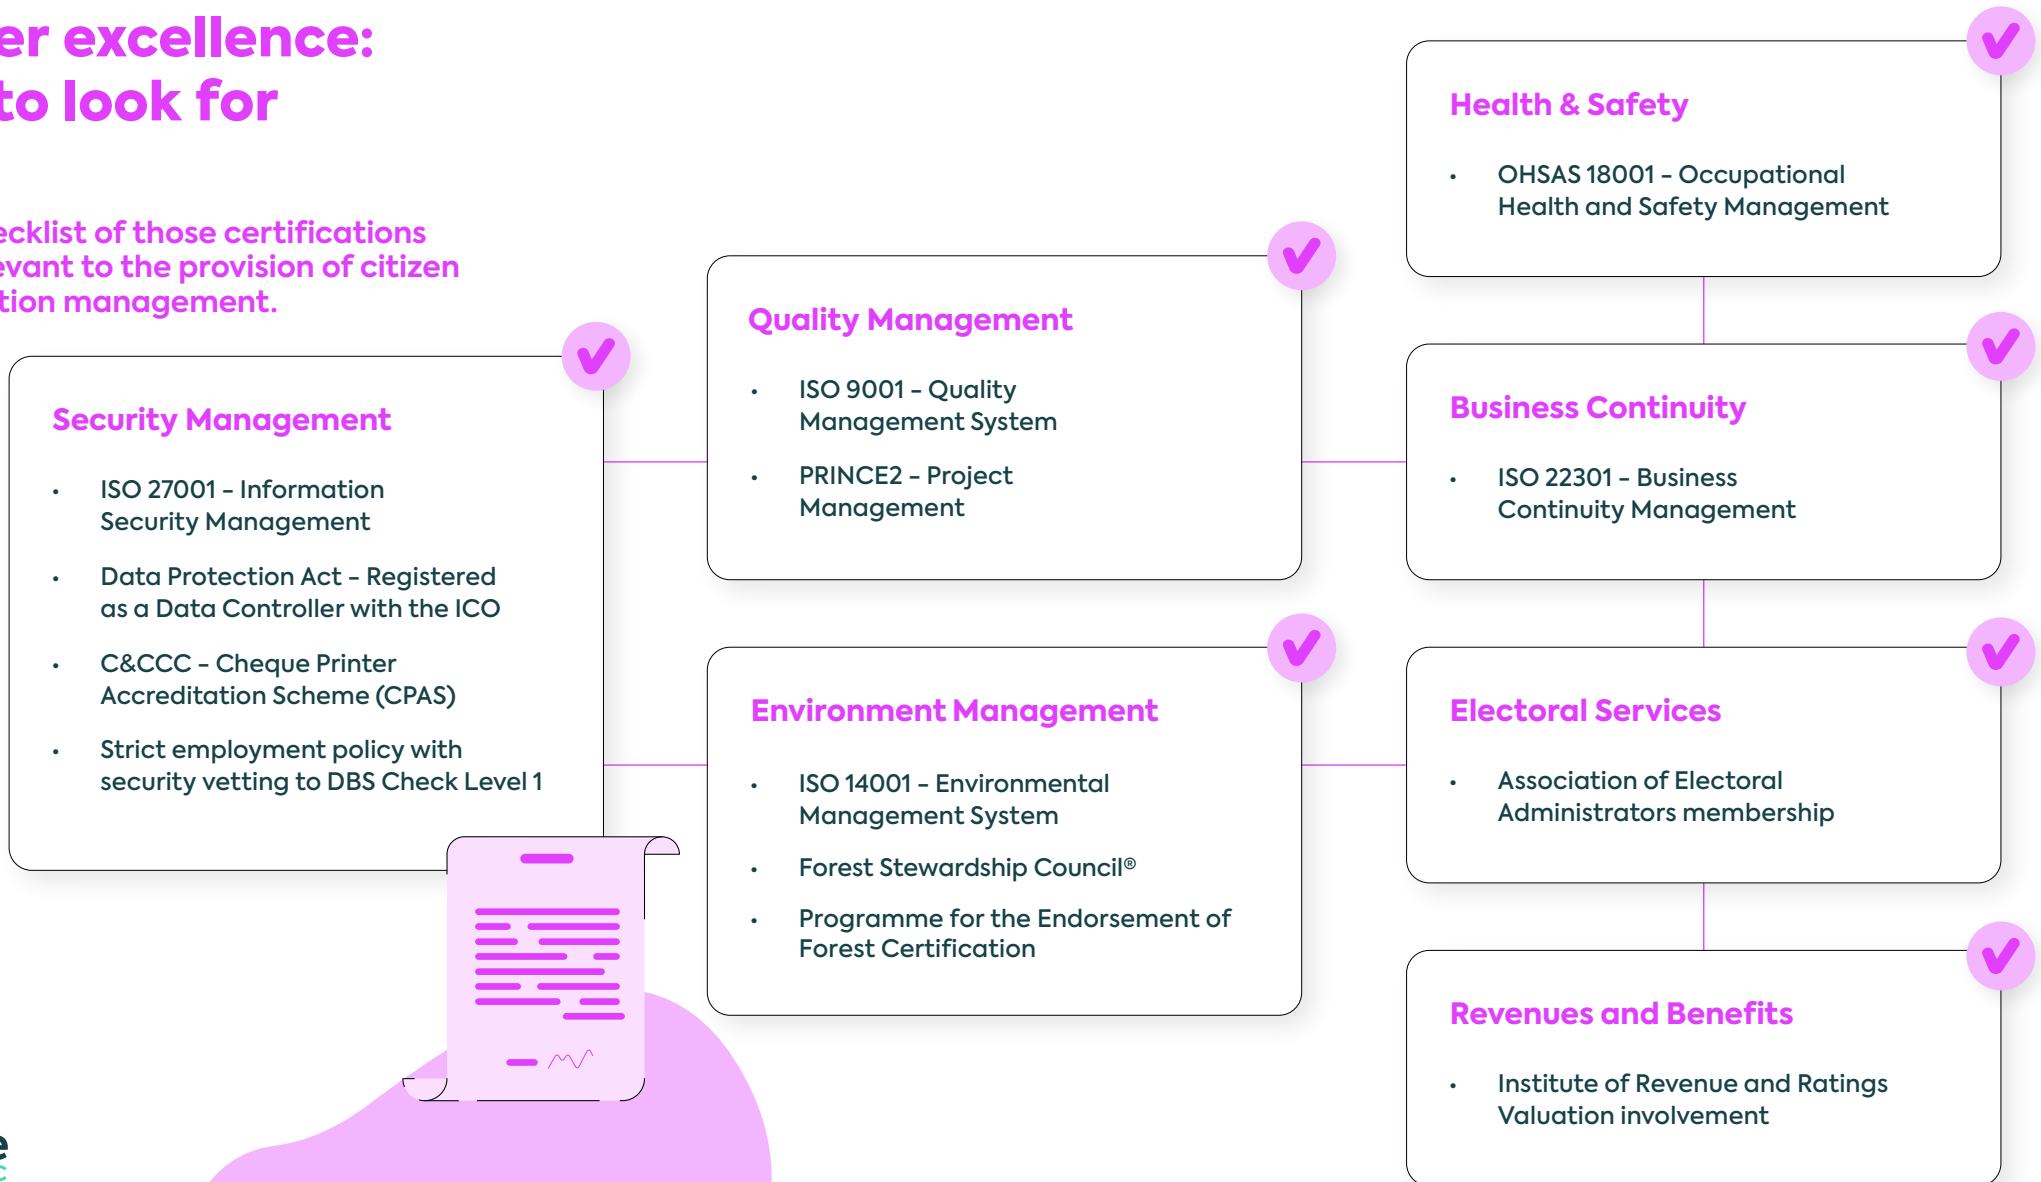 er excellence:
to look for
ecklist of those certifications
evant to the provision of citizen
tion management.
Security Management
• ISO 27001 - Information
Security Management
• Data Protection Act - Registered
as a Data Controller with the ICO
• C&CCC - Cheque Printer
Accreditation Scheme (CPAS)
• Strict employment policy with
security vetting to DBS Check Level 1
Quality Management
• ISO 9001 - Quality
Management System
• PRINCE2 - Project
Management
Environment Management
• ISO 14001 - Environmental
Management System
• Forest Stewardship Council®
• Programme for the Endorsement of
Forest Certification
Health & Safety
• OHSAS 18001 - Occupational
Health and Safety Management
Business Continuity
• ISO 22301 - Business
Continuity Management
Electoral Services
• Association of Electoral
Administrators membership
Revenues and Benefits
• Institute of Revenue and Ratings
Valuation involvement